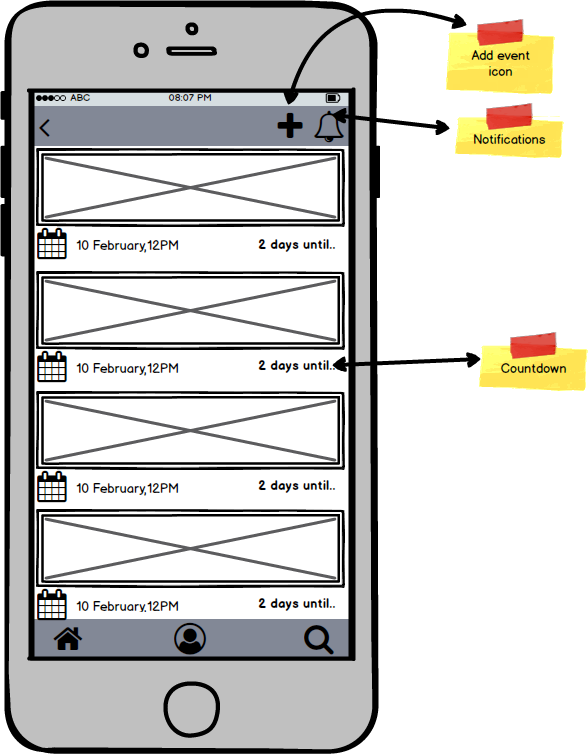 ABC 08:07 PM
Add event
icon
Notifications
10 February,12PM 2 days until..
10 February,12PM 2 days until..
Countdown
10 February,12PM 2 days until..
10 February,12PM 2 days until..